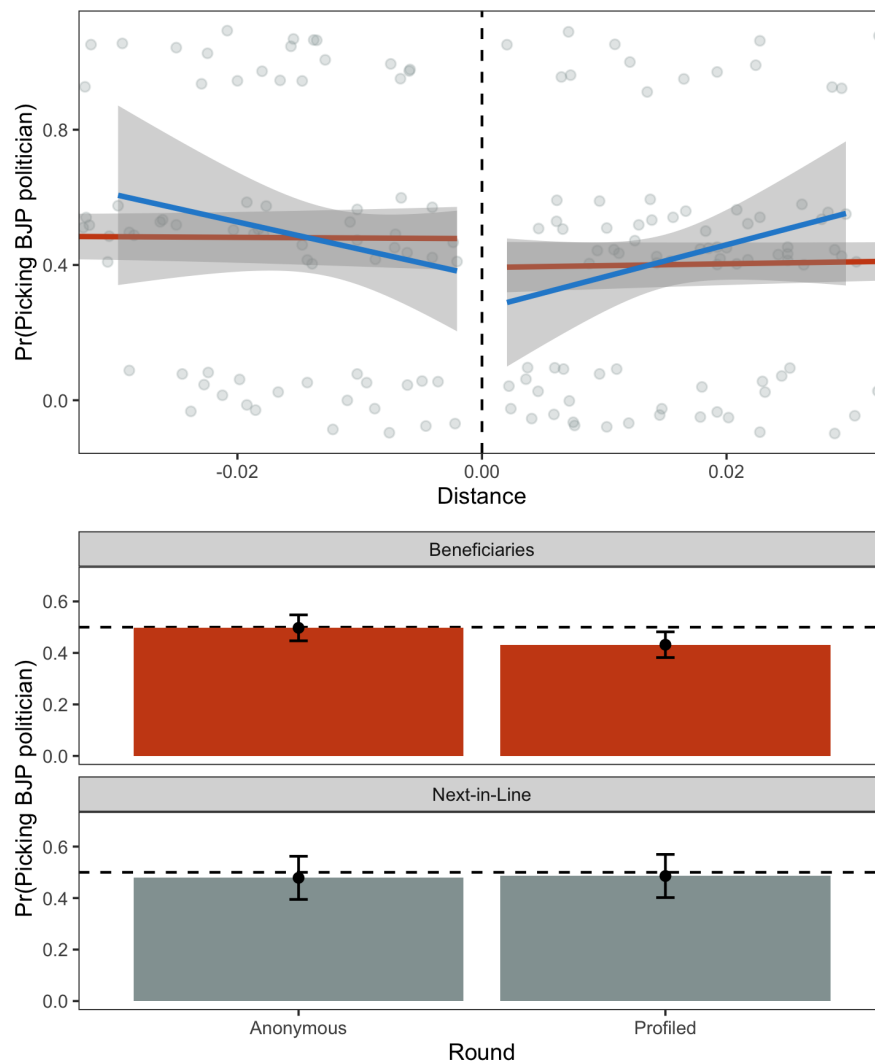 Pr(Picking BJP politician)
0.8
0.4
0.0
-0.02
0.00
0.02
Distance
Pr(Picking BJP politician)
Beneficiaries
0.6
0.4
0.2
0.0
Next-in-Line
0.6
0.4
0.2
0.0
Anonymous
Profiled
Round